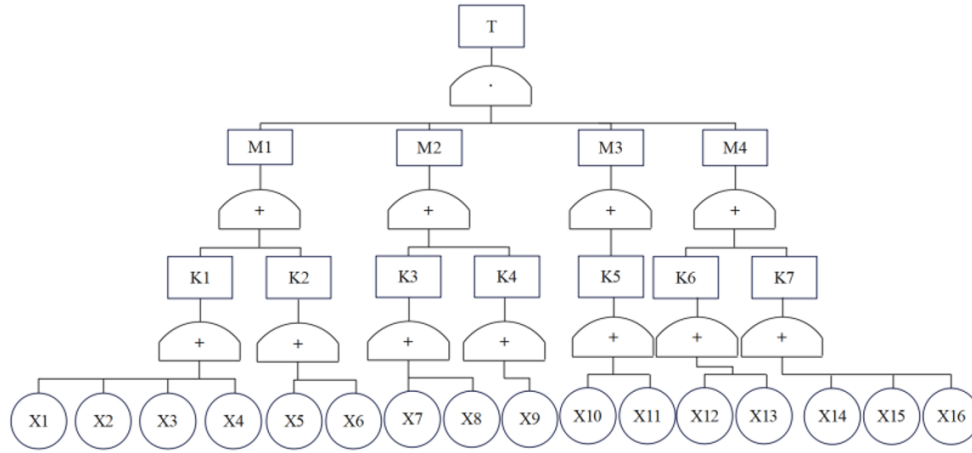 T
·
M1 M2 M3 M4
+ + + +
K1 K2 K3 K4 K5 K6 K7
+ + + + + + +
X1 X2 X3 X4 X5 X6 X7 X8 X9 X10 X11 X12 X13 X14 X15 X16